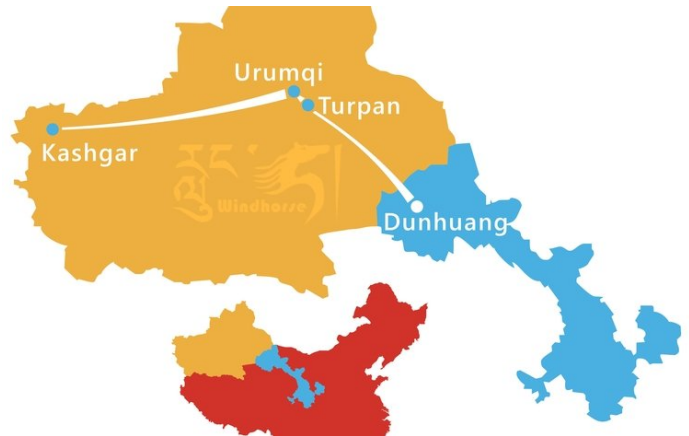 Urumqi
Turpan
Kashgar
རྟ་
རླུང་
Windhorse
Dunhuang